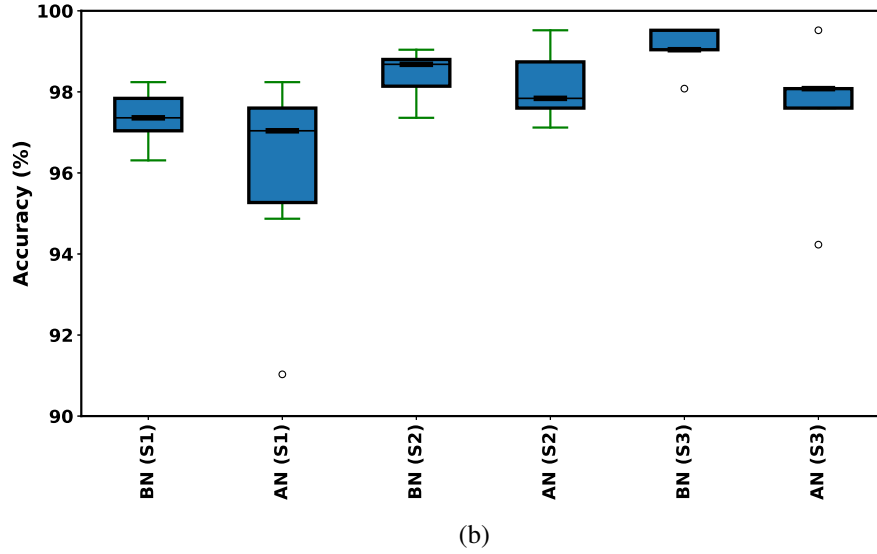 100
98
96
94
92
90
Accuracy (%)
BN (S1)
AN (S1)
BN (S2)
AN (S2)
BN (S3)
AN (S3)
(b)